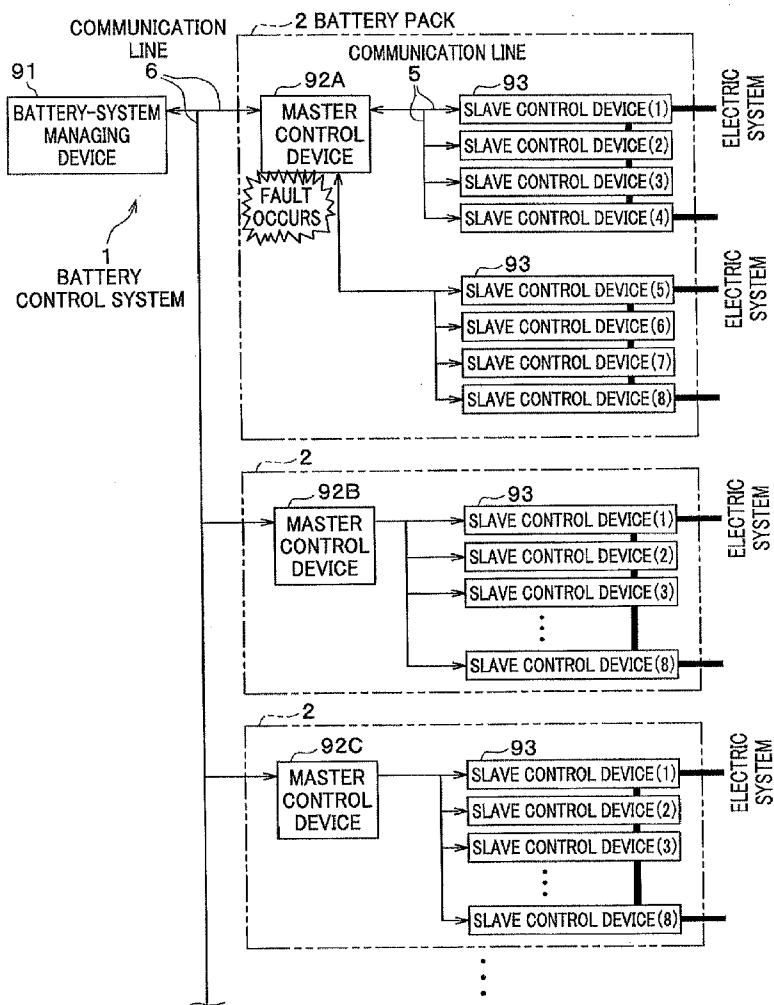 2 BATTERY PACK
COMMUNICATION
LINE
6
91
BATTERY-SYSTEM
MANAGING
DEVICE
1
BATTERY
CONTROL SYSTEM
COMMUNICATION LINE
5
92A
MASTER
CONTROL
DEVICE
FAULT
OCCURS
93
SLAVE CONTROL DEVICE(1)
SLAVE CONTROL DEVICE(2)
SLAVE CONTROL DEVICE(3)
SLAVE CONTROL DEVICE(4)
ELECTRIC
SYSTEM
93
SLAVE CONTROL DEVICE(5)
SLAVE CONTROL DEVICE(6)
SLAVE CONTROL DEVICE(7)
SLAVE CONTROL DEVICE(8)
ELECTRIC
SYSTEM
2
92B
MASTER
CONTROL
DEVICE
93
SLAVE CONTROL DEVICE(1)
SLAVE CONTROL DEVICE(2)
SLAVE CONTROL DEVICE(3)
SLAVE CONTROL DEVICE(8)
ELECTRIC
SYSTEM
2
92C
MASTER
CONTROL
DEVICE
93
SLAVE CONTROL DEVICE(1)
SLAVE CONTROL DEVICE(2)
SLAVE CONTROL DEVICE(3)
SLAVE CONTROL DEVICE(8)
ELECTRIC
SYSTEM